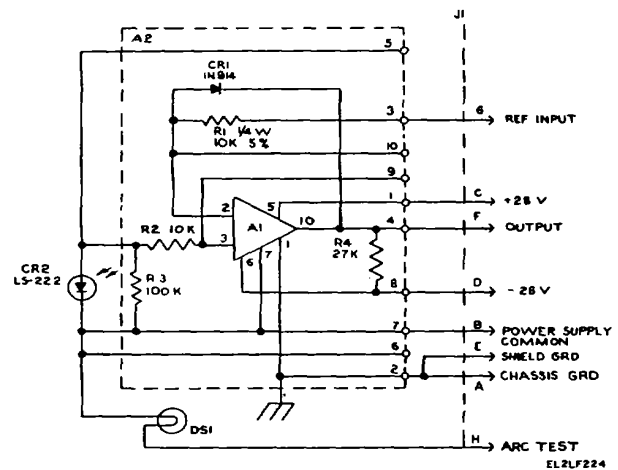 J1
A2
5
CR1
1N914
3
6
REF INPUT
R1 1/4 W
10K 5%
10
9
1
C
+28 V
2
5
10
4
F
OUTPUT
R2 10K
A1
3
1
R4
27K
6
7
CR2
LS-222
R3
100K
8
D
-28 V
7
B
POWER SUPPLY
COMMON
E
SHIELD GRD
6
2
A
CHASSIS GRD
DS1
H
ARC TEST
EL2LF224